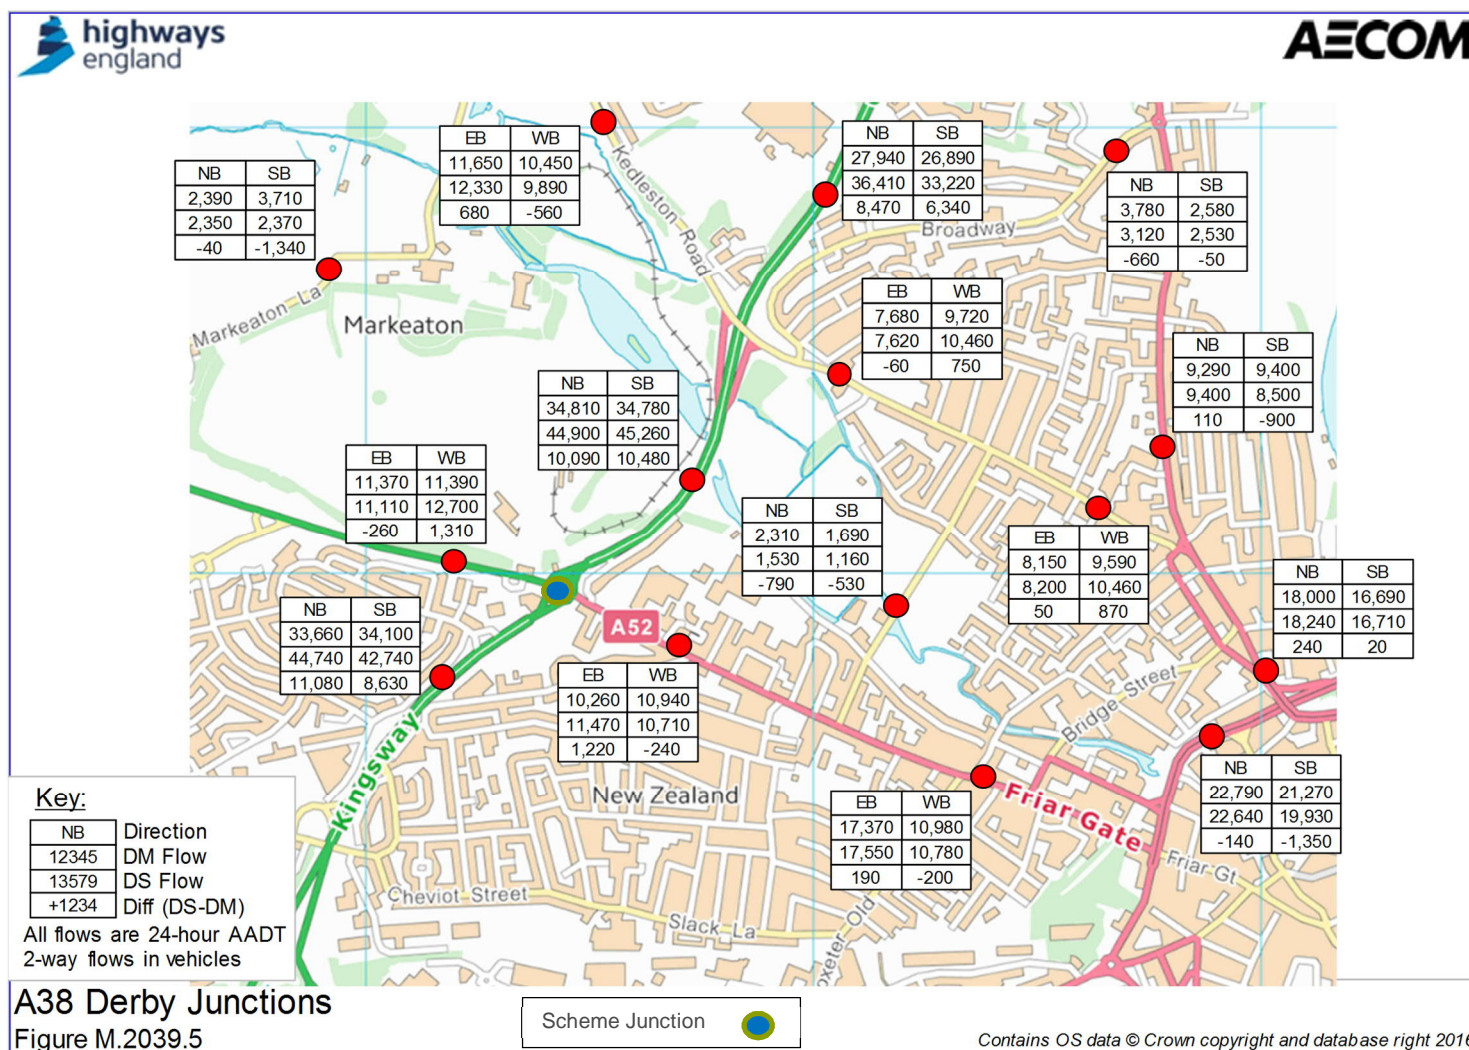 highways
england
AECOM
EB WB
11,650 10,450
12,330 9,890
680 -560
NB SB
27,940 26,890
36,410 33,220
8,470 6,340
NB SB
2,390 3,710
2,350 2,370
-40 -1,340
NB SB
3,780 2,580
3,120 2,530
-660 -50
Kedleston Road
Broadway
Markeaton La
Markeaton
EB WB
7,680 9,720
7,620 10,460
-60 750
NB SB
9,290 9,400
9,400 8,500
110 -900
NB SB
34,810 34,780
44,900 45,260
10,090 10,480
EB WB
11,370 11,390
11,110 12,700
-260 1,310
NB SB
2,310 1,690
1,530 1,160
-790 -530
EB WB
8,150 9,590
8,200 10,460
50 870
NB SB
18,000 16,690
18,240 16,710
240 20
NB SB
33,660 34,100
44,740 42,740
11,080 8,630
A52
EB WB
10,260 10,940
11,470 10,710
1,220 -240
Bridge Street
Kingsway
New Zealand
Friar Gate
EB WB
17,370 10,980
17,550 10,780
190 -200
NB SB
22,790 21,270
22,640 19,930
-140 -1,350
Friar Gt
Cheviot Street
Slack La
oxeter Old
Key:
NB Direction
12345 DM Flow
13579 DS Flow
+1234 Diff (DS-DM)
All flows are 24-hour AADT
2-way flows in vehicles
A38 Derby Junctions
Figure M.2039.5
Scheme Junction
Contains OS data © Crown copyright and database right 2016